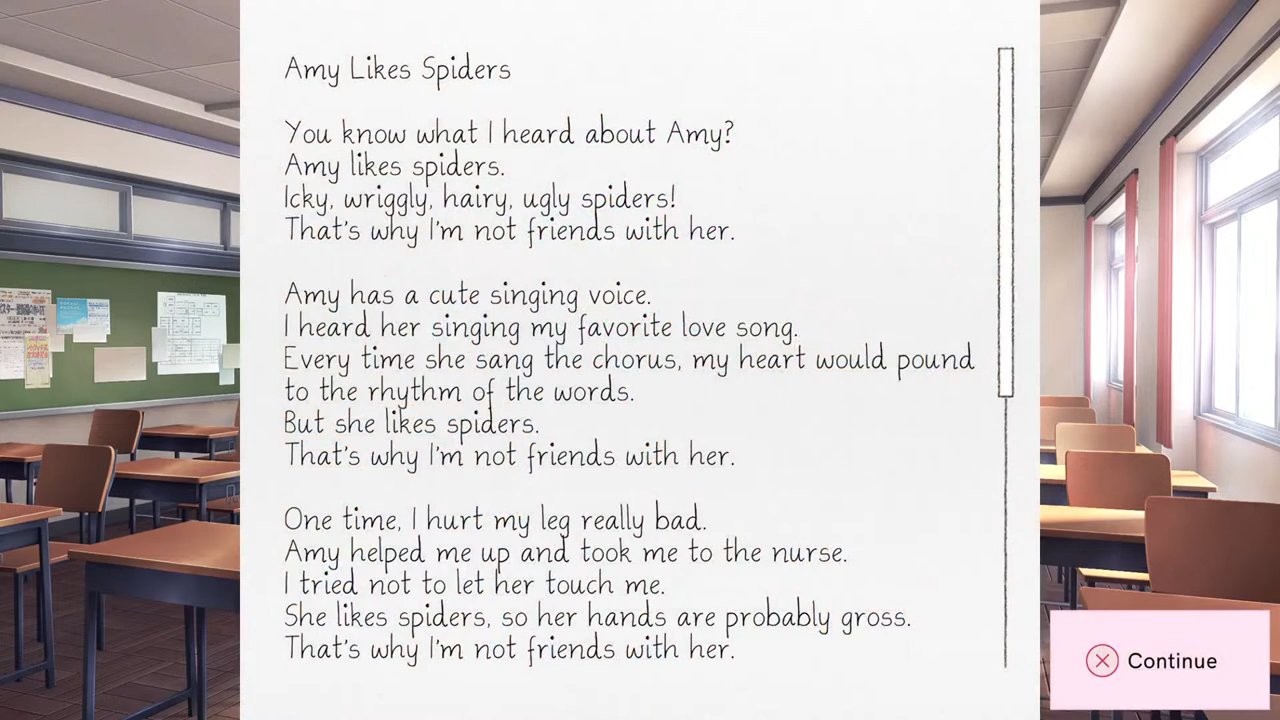 Amy Likes Spiders
You know what I heard about Amy?
Amy likes spiders.
Icky, wriggly, hairy, ugly spiders!
That's why I'm not friends with her.
Amy has a cute singing voice.
I heard her singing my favorite love song.
Every time she sang the chorus, my heart would pound
to the rhythm of the words.
But she likes spiders.
That's why I'm not friends with her.
One time, I hurt my leg really bad.
Amy helped me up and took me to the nurse.
I tried not to let her touch me.
She likes spiders, so her hands are probably gross.
That's why I'm not friends with her.
Continue